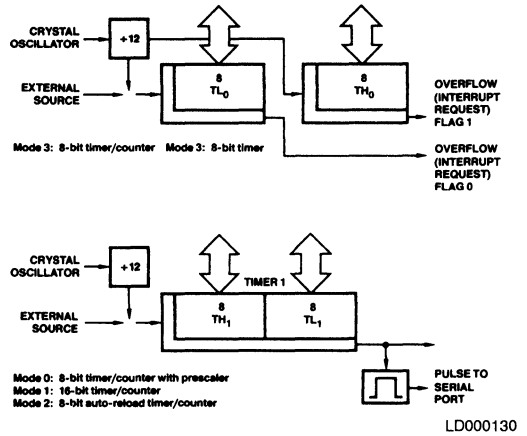 CRYSTAL
OSCILLATOR
÷12
EXTERNAL
SOURCE
8
TL0
8
TH0
OVERFLOW
(INTERRUPT
REQUEST)
FLAG 1
Mode 3: 8-bit timer/counter Mode 3: 8-bit timer
OVERFLOW
(INTERRUPT
REQUEST)
FLAG 0
CRYSTAL
OSCILLATOR
÷12
TIMER 1
EXTERNAL
SOURCE
8
TH1
8
TL1
Mode 0: 8-bit timer/counter with prescaler
Mode 1: 16-bit timer/counter
Mode 2: 8-bit auto-reload timer/counter
PULSE TO
SERIAL
PORT
LD000130